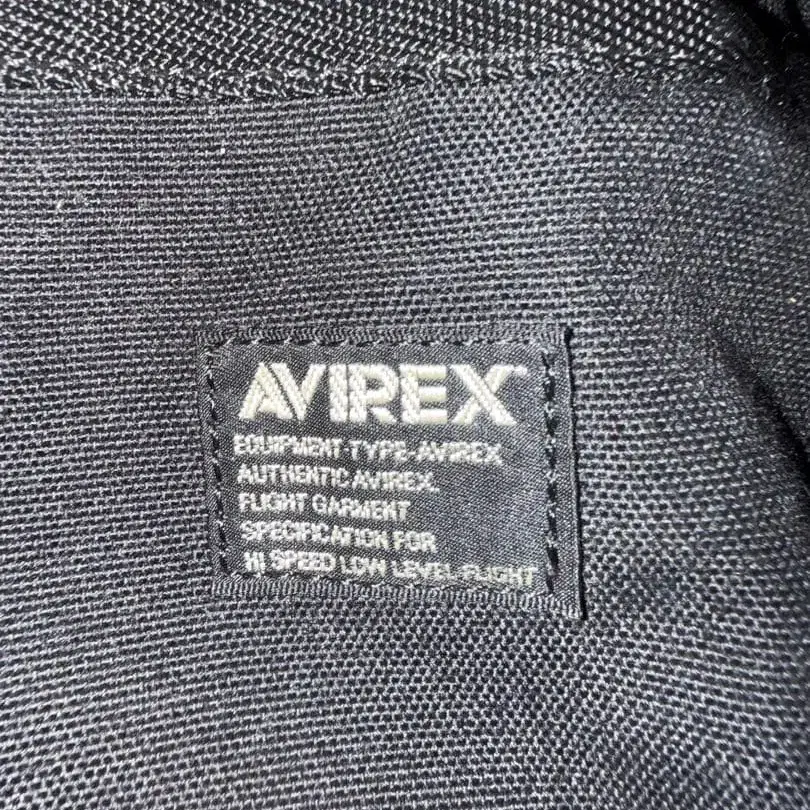 AVIREX
EQUIPMENT-TYPE-AVIREX
AUTHENTIC AVIREX.
FLIGHT GARMENT
SPECIFICATION FOR
HI SPEED LOW LEVEL-FLIGHT